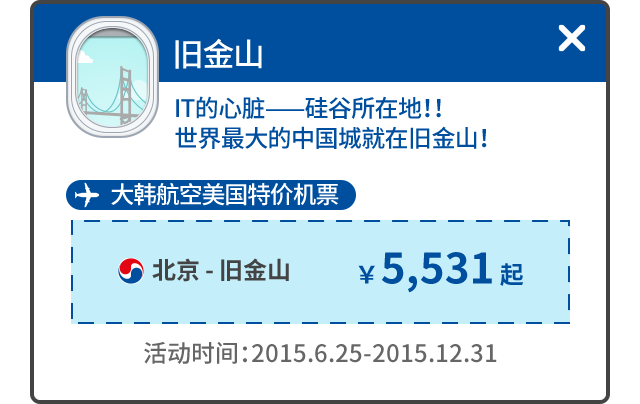 旧金山
IT的心脏——硅谷所在地！！
世界最大的中国城就在旧金山！
大韩航空美国特价机票
北京 - 旧金山 ￥5,531 起
活动时间：2015.6.25-2015.12.31